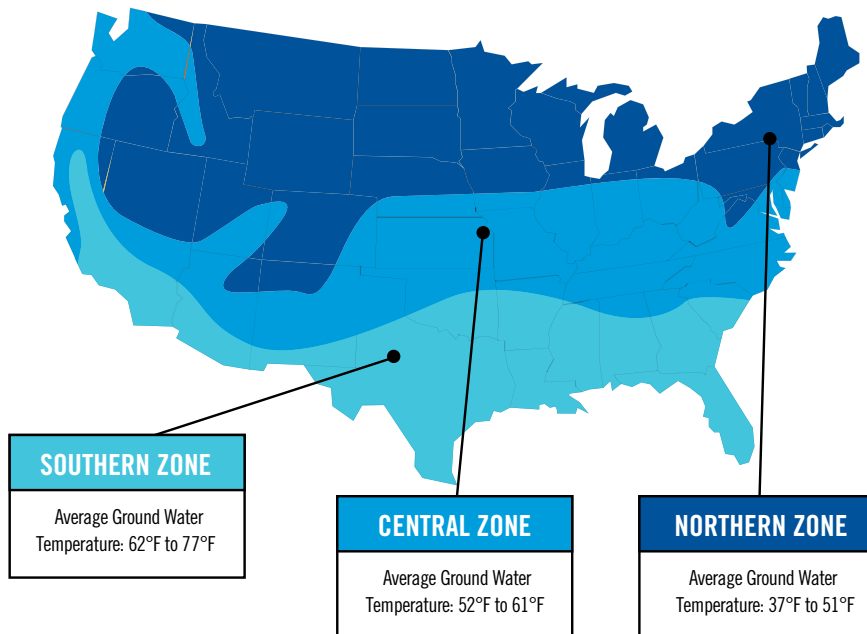 SOUTHERN ZONE
Average Ground Water
Temperature: 62°F to 77°F
CENTRAL ZONE
Average Ground Water
Temperature: 52°F to 61°F
NORTHERN ZONE
Average Ground Water
Temperature: 37°F to 51°F